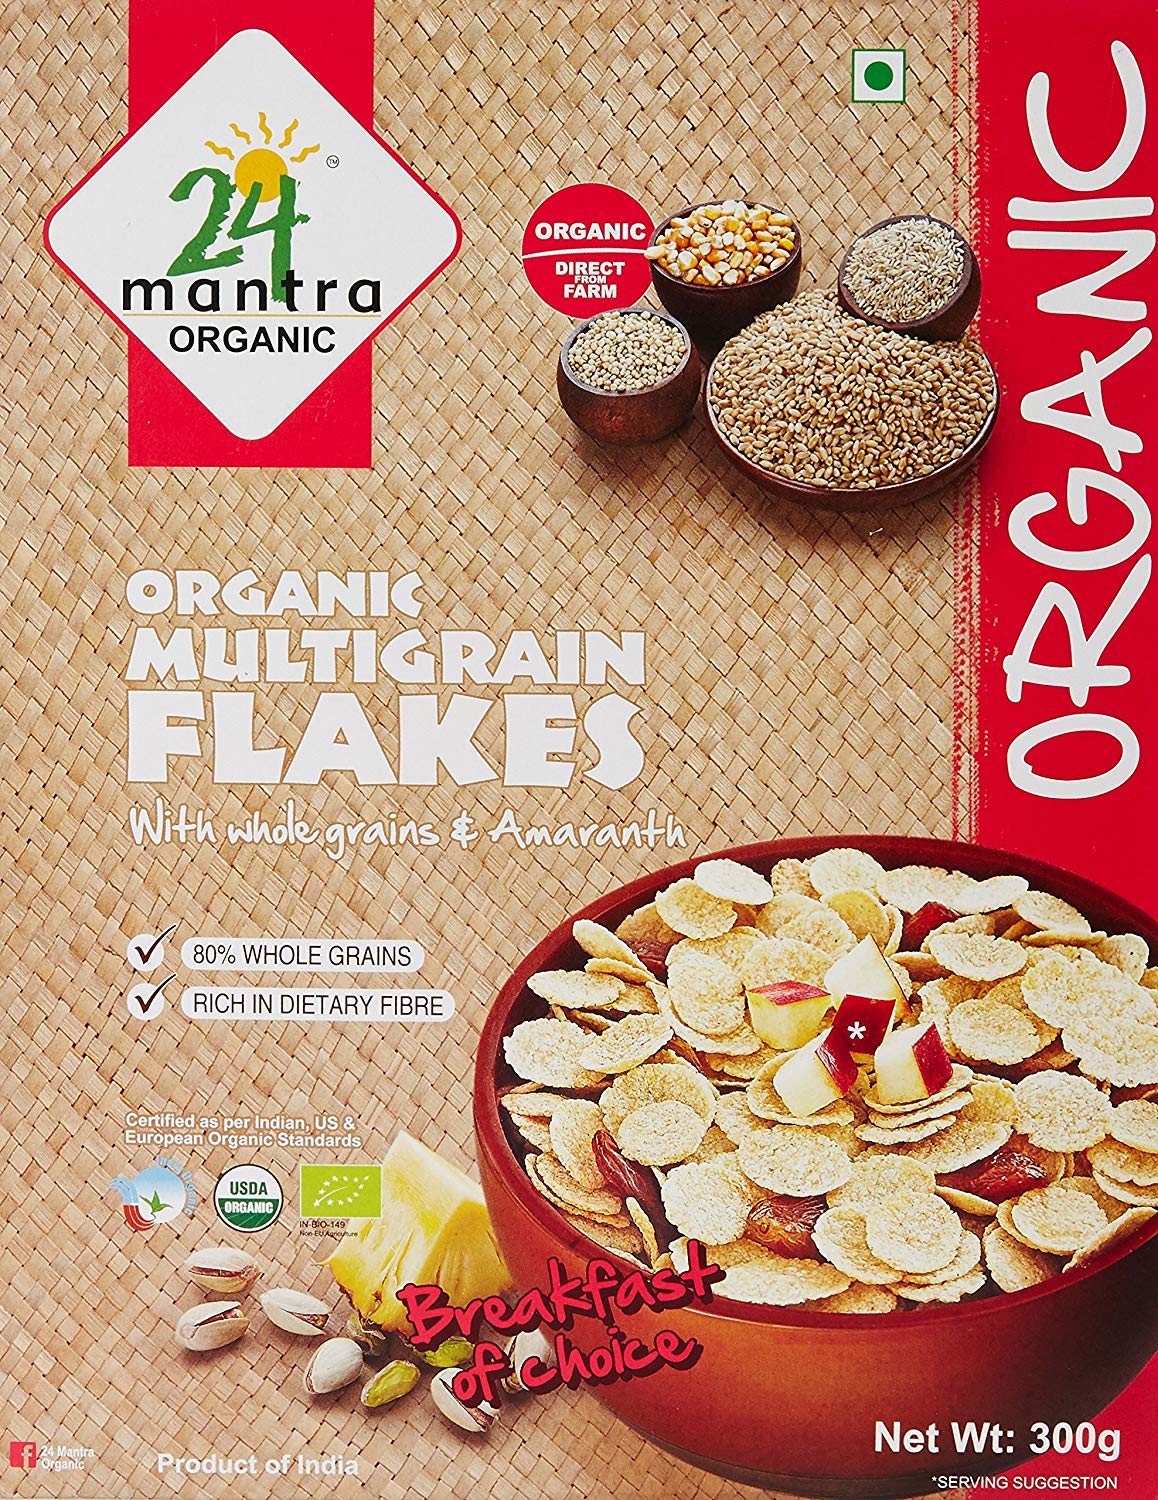 24
TM
mantra
ORGANIC
ORGANIC
DIRECT
FROM
FARM
ORGANIC
ORGANIC
MULTIGRAIN
FLAKES
With whole grains & Amaranth
80% WHOLE GRAINS
RICH IN DIETARY FIBRE
Certified as per Indian, US &
European Organic Standards
USDA
ORGANIC
IN-BIO-149
Non-EU Agriculture
*
Breakfast
of choice
f
24 Mantra
Organic
Product of India
Net Wt: 300g
*SERVING SUGGESTION